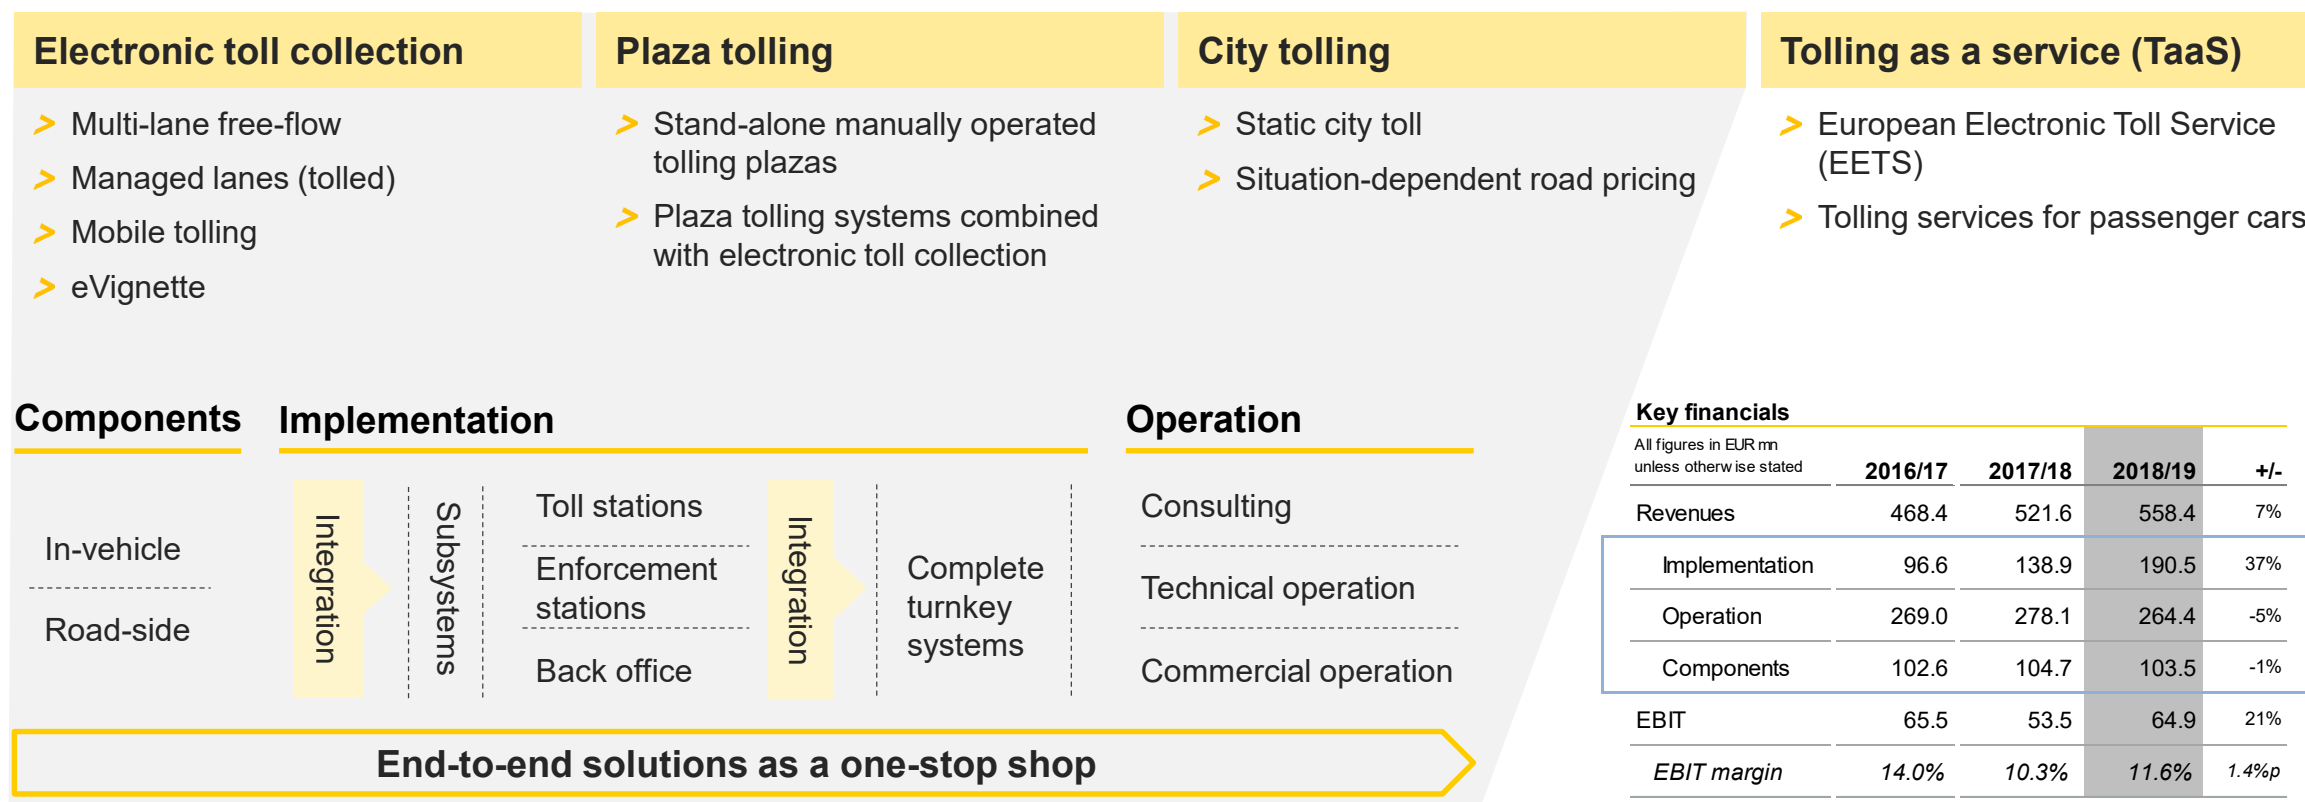 Electronic toll collection
> Multi-lane free-flow
> Managed lanes (tolled)
> Mobile tolling
> eVignette
Plaza tolling
> Stand-alone manually operated
tolling plazas
> Plaza tolling systems combined
with electronic toll collection
City tolling
> Static city toll
> Situation-dependent road pricing
Tolling as a service (TaaS)
> European Electronic Toll Service
(EETS)
> Tolling services for passenger cars
Components
In-vehicle
Road-side
Implementation
Integration
Subsystems
Toll stations
Enforcement
stations
Back office
Integration
Complete
turnkey
systems
Operation
Consulting
Technical operation
Commercial operation
End-to-end solutions as a one-stop shop
Key financials
All figures in EUR mn
unless otherwise stated 2016/17 2017/18 2018/19 +/-
Revenues 468.4 521.6 558.4 7%
Implementation 96.6 138.9 190.5 37%
Operation 269.0 278.1 264.4 -5%
Components 102.6 104.7 103.5 -1%
EBIT 65.5 53.5 64.9 21%
EBIT margin 14.0% 10.3% 11.6% 1.4%p